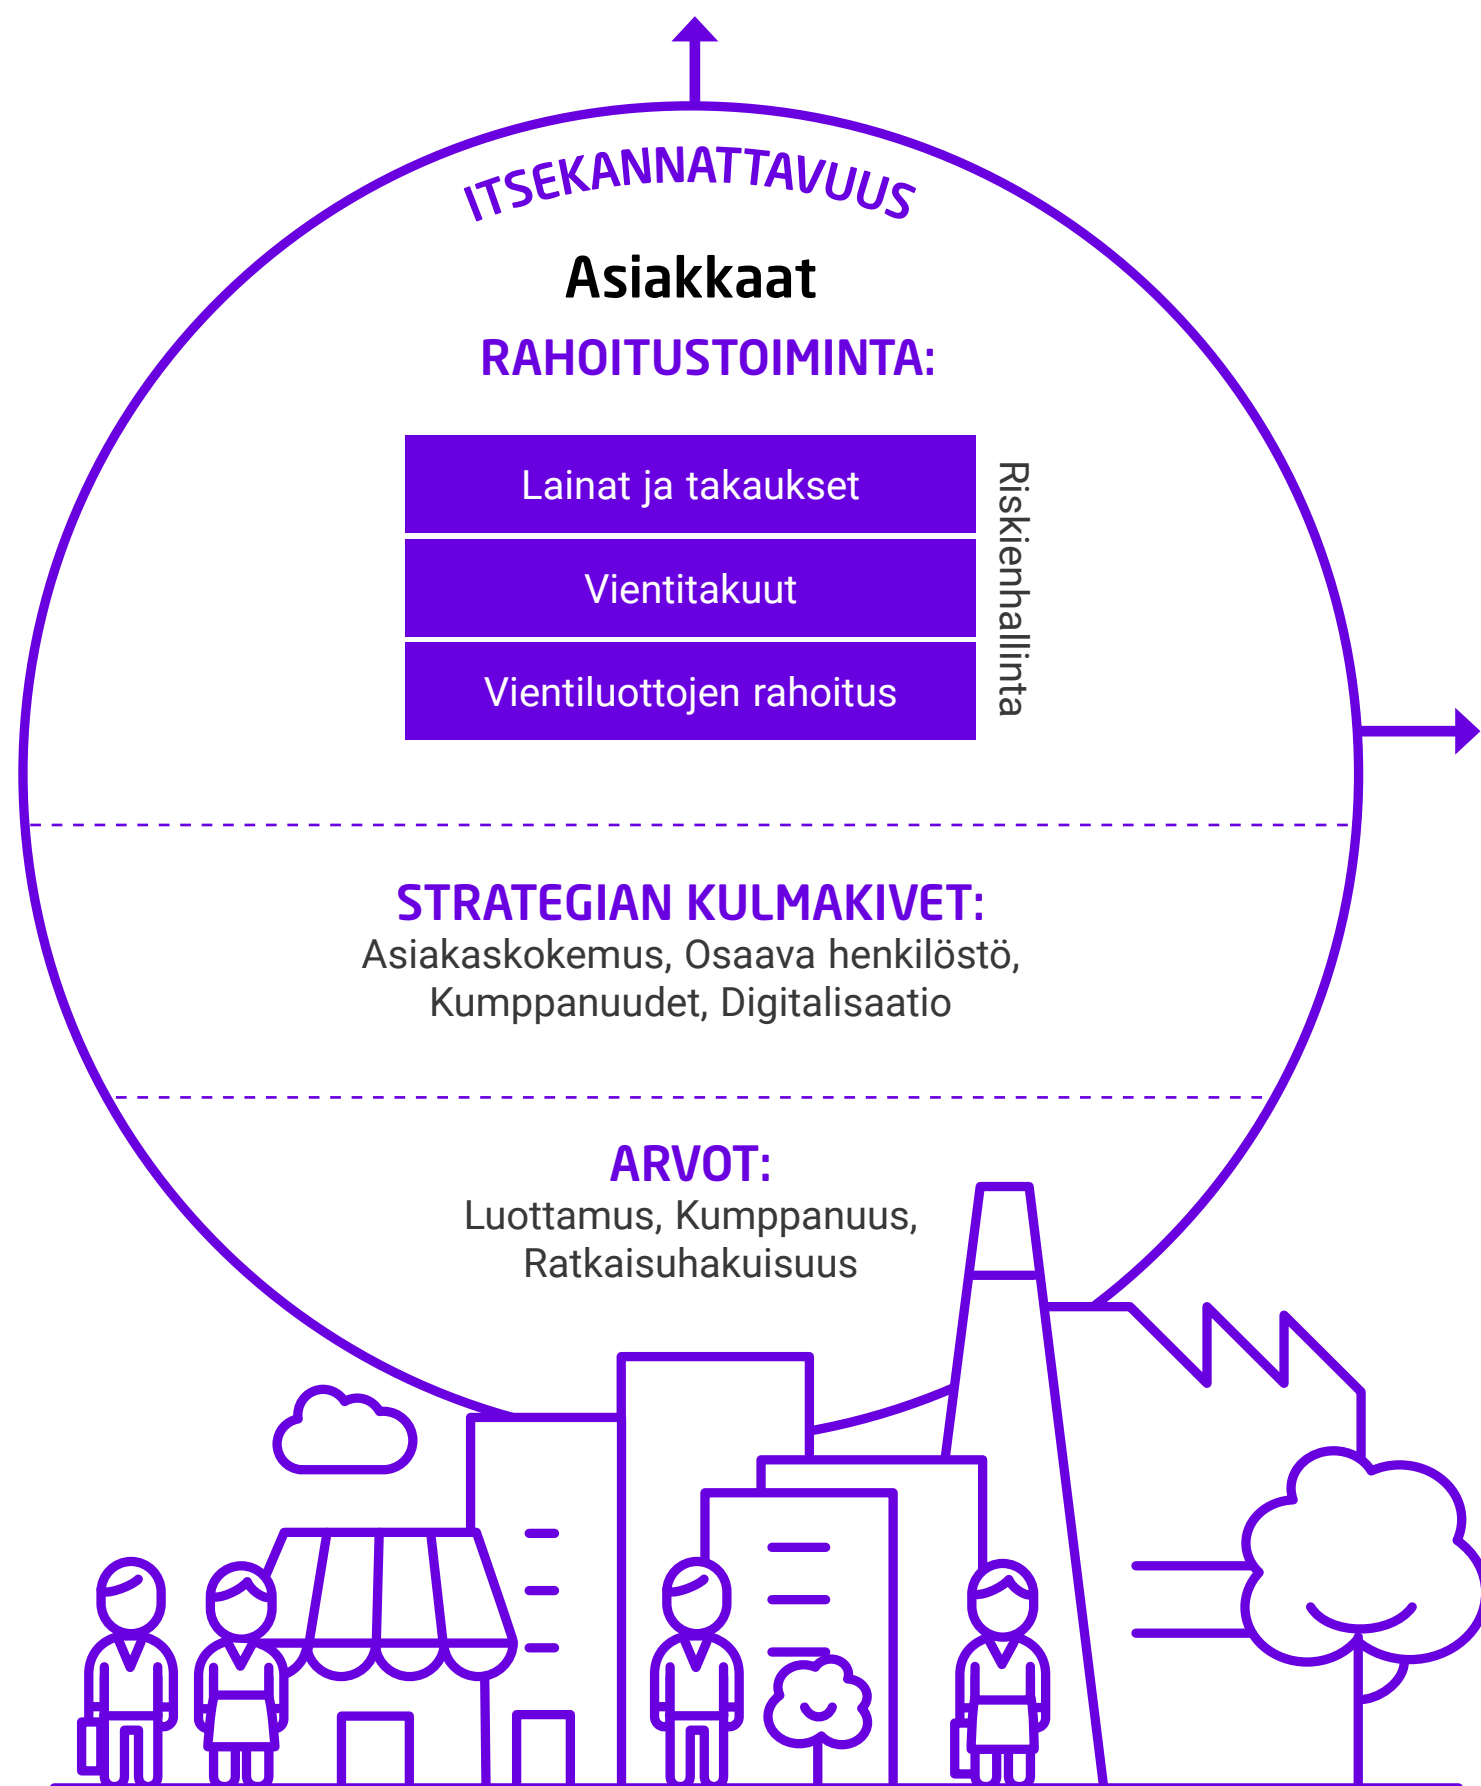 ITSEKANNATTAVUUS
Asiakkaat
RAHOITUSTOIMINTA:
Lainat ja takaukset
Vientitakuut
Vientiluottojen rahoitus
Riskienhallinta
STRATEGIAN KULMAKIVET:
Asiakaskokemus, Osaava henkilöstö,
Kumppanuudet, Digitalisaatio
ARVOT:
Luottamus, Kumppanuus,
Ratkaisuhakuisuus